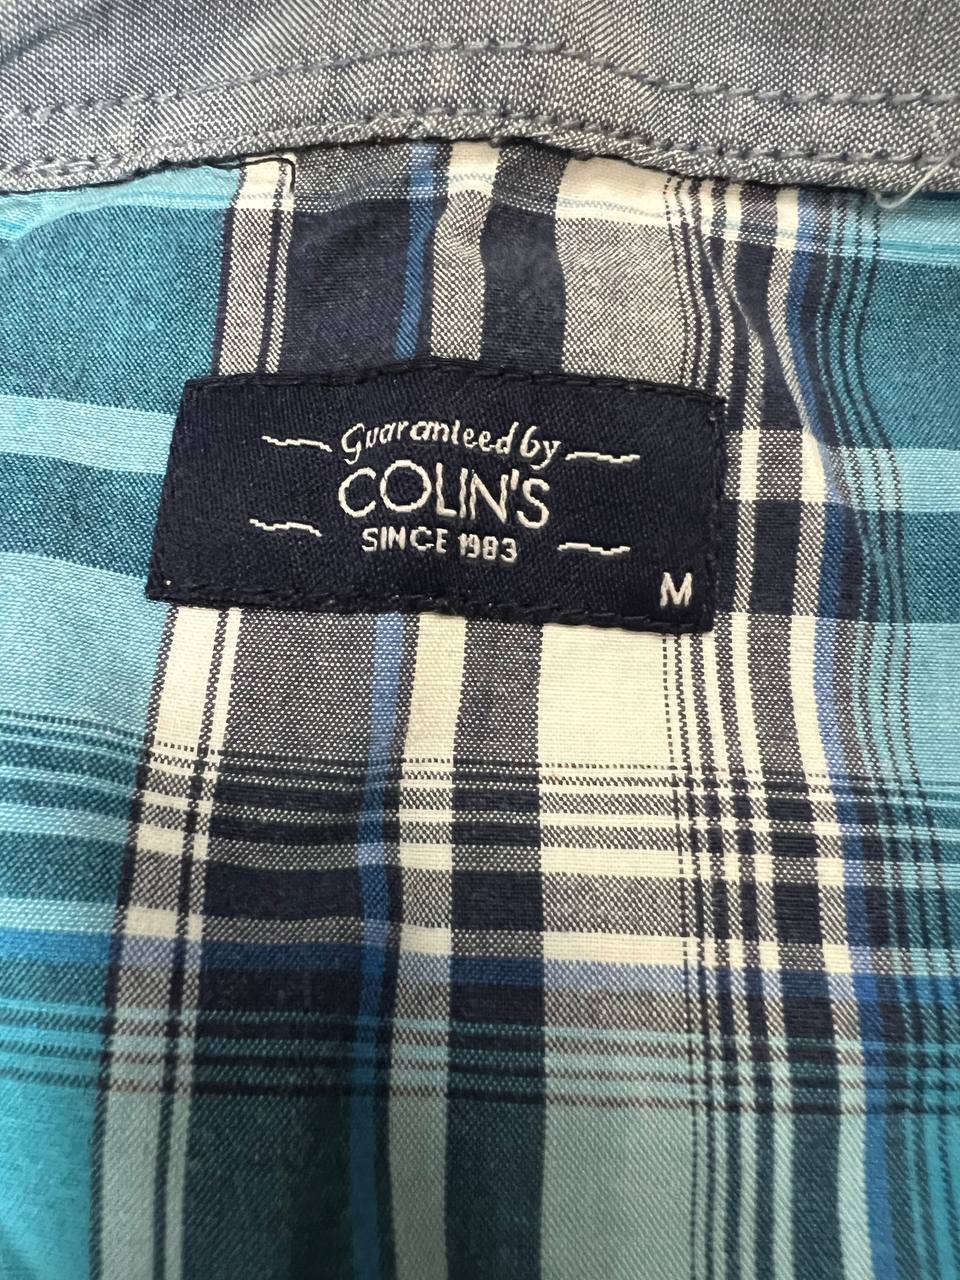 Guaranteed by
COLIN'S
SINCE 1983
M